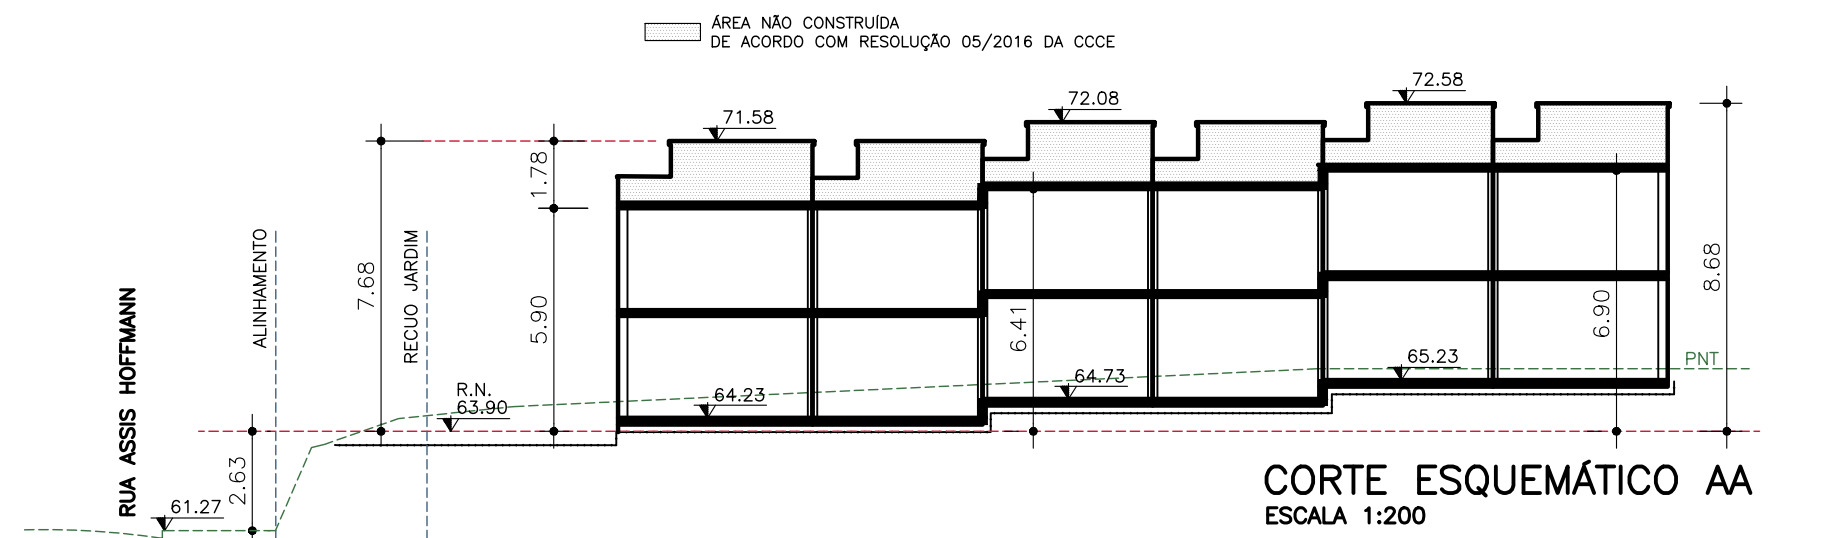 ÁREA NÃO CONSTRUÍDA
DE ACORDO COM RESOLUÇÃO 05/2016 DA CCCE
71.58
72.08
72.58
1.78
7.68
5.90
8.68
6.41
6.90
RUA ASSIS HOFFMANN
ALINHAMENTO
RECUO JARDIM
R.N.
63.90
64.23
64.73
65.23
PNT
2.63
61.27
CORTE ESQUEMÁTICO AA
ESCALA 1:200